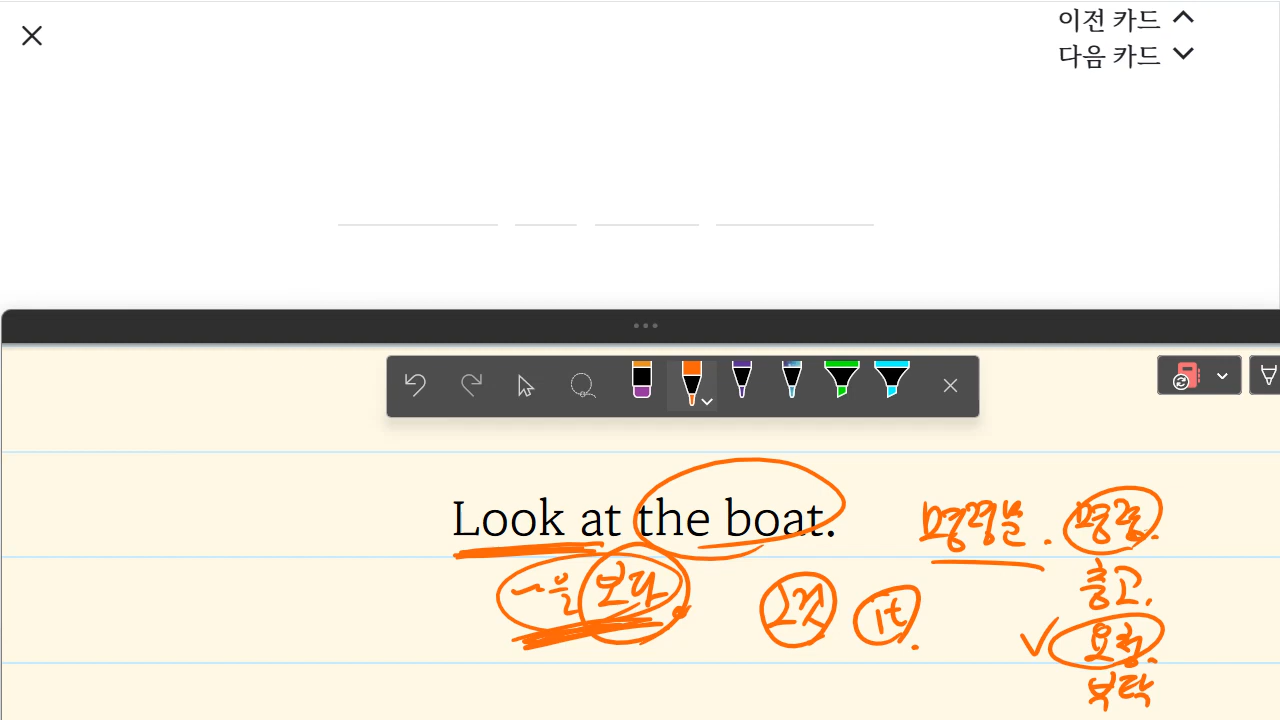 이전 카드
다음 카드
Look at the boat.
명령문. 명령.
~을 보다
그것 it.
충고.
요청.
부탁